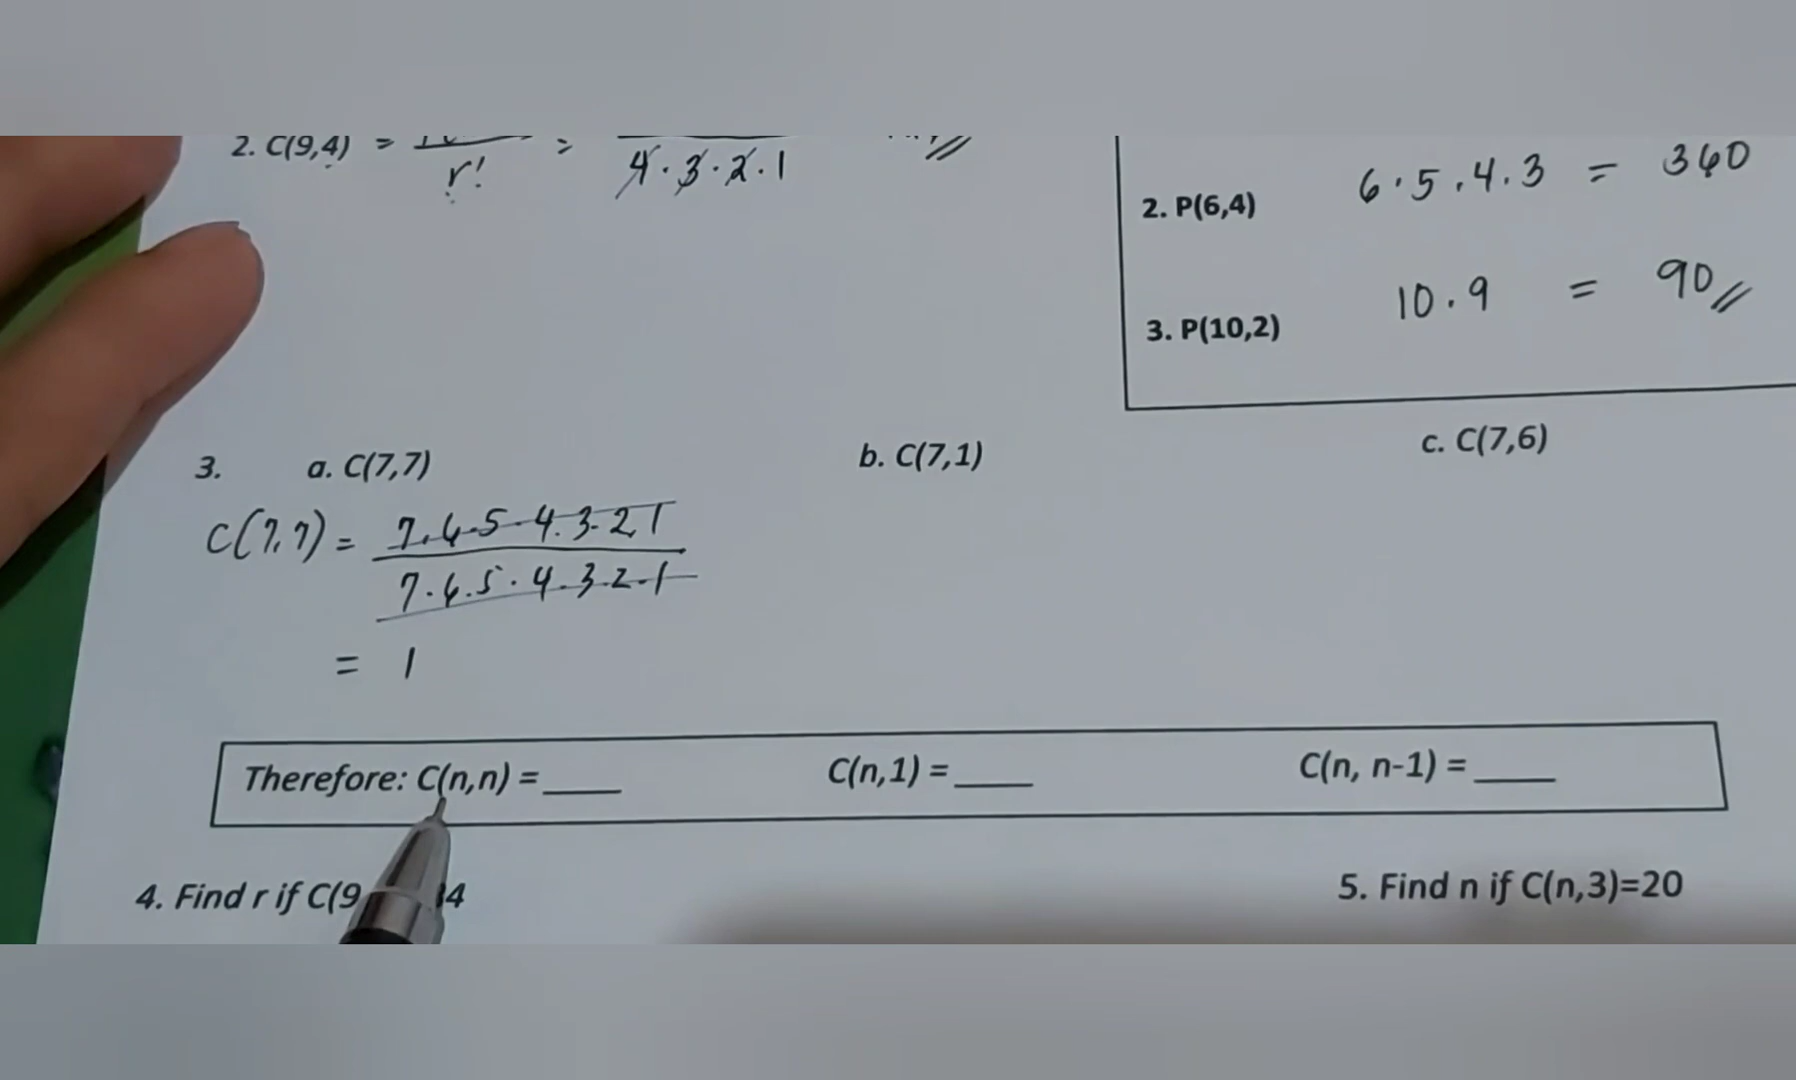 2. C(9,4) = r! = 4·3·2·1
2. P(6,4) 6·5·4·3 = 360
3. P(10,2) 10·9 = 90
3. a. C(7,7) b. C(7,1) c. C(7,6)
C(7,7) = 7·6·5·4·3·2·1
7·6·5·4·3·2·1
= 1
Therefore: C(n,n) = ____ C(n,1) = ____ C(n, n-1) = ____
4. Find r if C(9 4 5. Find n if C(n,3)=20